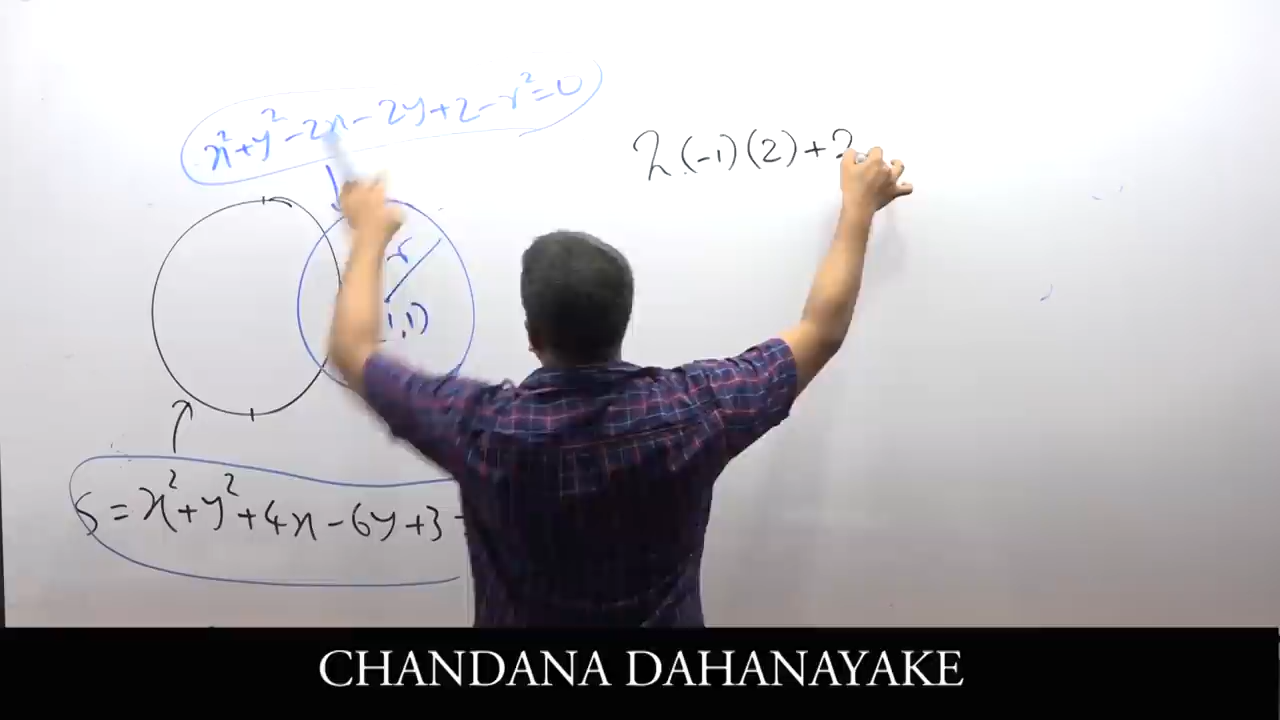 x²+y²-2x-2y+2-r²=0
2(-1)(2)+2
r
1,1)
S=x²+y²+4x-6y+3
CHANDANA DAHANAYAKE